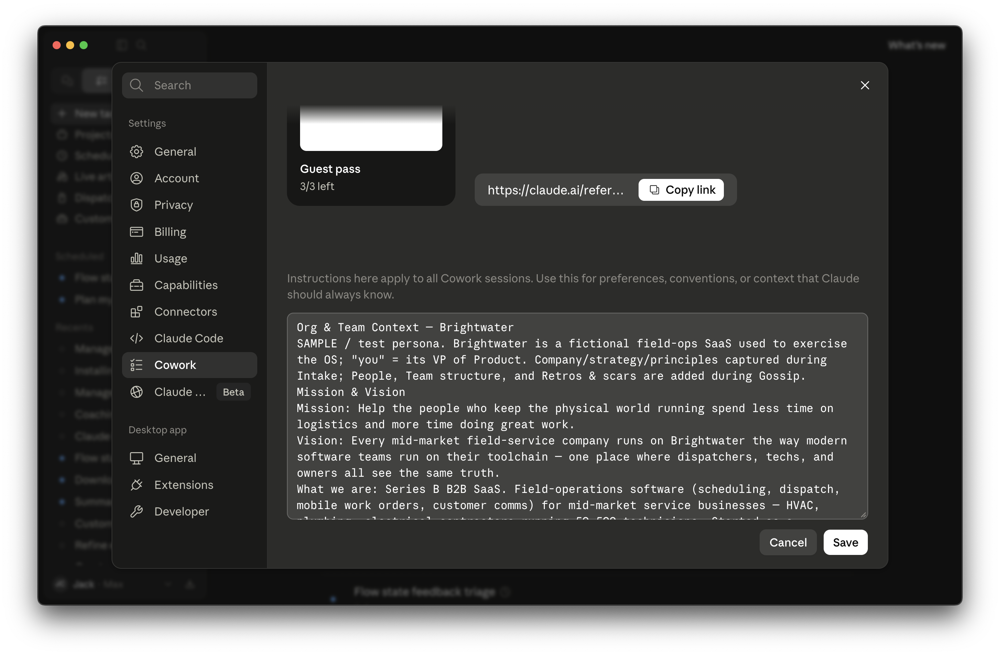 What's new
Search
Settings
General
Account
Privacy
Billing
Usage
Capabilities
Connectors
Claude Code
Cowork
Claude ... Beta
Desktop app
General
Extensions
Developer
Guest pass
3/3 left
https://claude.ai/refer...
Copy link
Instructions here apply to all Cowork sessions. Use this for preferences, conventions, or context that Claude
should always know.
Org & Team Context — Brightwater
SAMPLE / test persona. Brightwater is a fictional field-ops SaaS used to exercise
the OS; "you" = its VP of Product. Company/strategy/principles captured during
Intake; People, Team structure, and Retros & scars are added during Gossip.
Mission & Vision
Mission: Help the people who keep the physical world running spend less time on
logistics and more time doing great work.
Vision: Every mid-market field-service company runs on Brightwater the way modern
software teams run on their toolchain — one place where dispatchers, techs, and
owners all see the same truth.
What we are: Series B B2B SaaS. Field-operations software (scheduling, dispatch,
mobile work orders, customer comms) for mid-market service businesses — HVAC,
Cancel
Save
Scheduled
Recents
Jack · Max
Flow state feedback triage